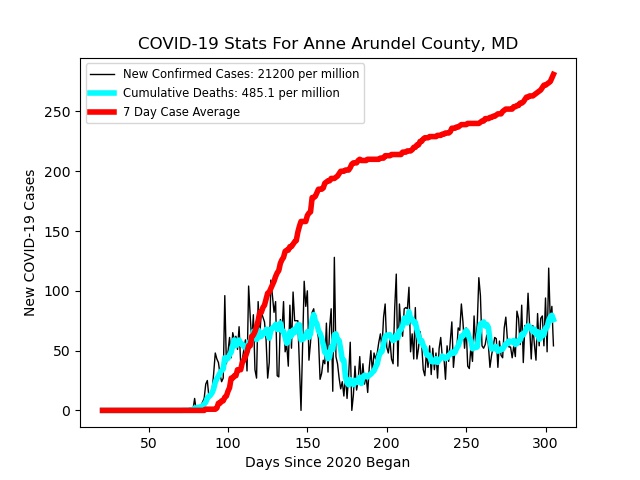 COVID-19 Stats For Anne Arundel County, MD
New Confirmed Cases: 21200 per million
Cumulative Deaths: 485.1 per million
7 Day Case Average
New COVID-19 Cases
250
200
150
100
50
0
50 100 150 200 250 300
Days Since 2020 Began